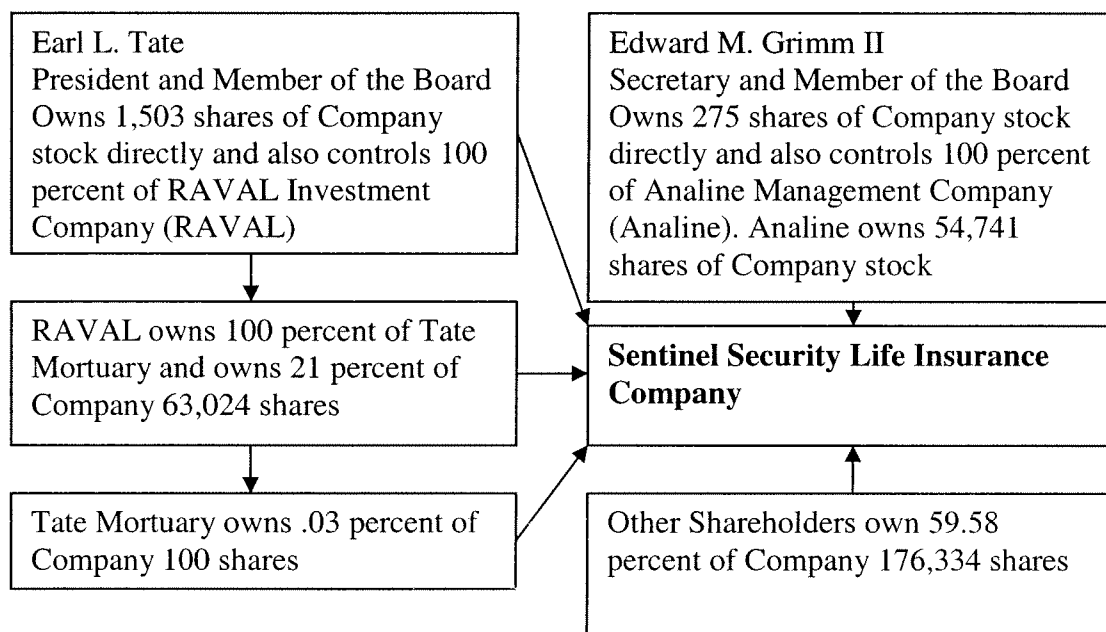 Earl L. Tate
President and Member of the Board
Owns 1,503 shares of Company
stock directly and also controls 100
percent of RAVAL Investment
Company (RAVAL)
Edward M. Grimm II
Secretary and Member of the Board
Owns 275 shares of Company stock
directly and also controls 100 percent
of Analine Management Company
(Analine). Analine owns 54,741
shares of Company stock
RAVAL owns 100 percent of Tate
Mortuary and owns 21 percent of
Company 63,024 shares
Sentinel Security Life Insurance
Company
Tate Mortuary owns .03 percent of
Company 100 shares
Other Shareholders own 59.58
percent of Company 176,334 shares